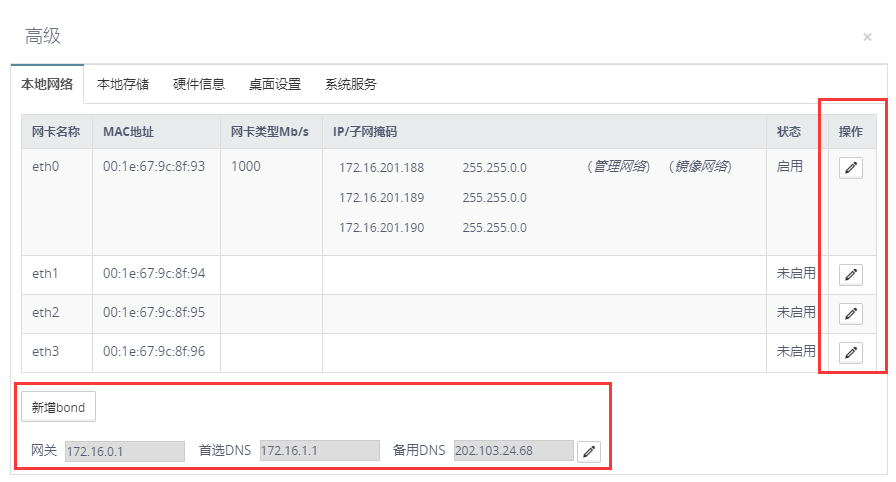 高级
×
本地网络 本地存储 硬件信息 桌面设置 系统服务
网卡名称 MAC地址 网卡类型Mb/s IP/子网掩码 状态 操作
eth0 00:1e:67:9c:8f:93 1000 172.16.201.188 255.255.0.0 （管理网络）（镜像网络） 启用
172.16.201.189 255.255.0.0
172.16.201.190 255.255.0.0
eth1 00:1e:67:9c:8f:94 未启用
eth2 00:1e:67:9c:8f:95 未启用
eth3 00:1e:67:9c:8f:96 未启用
新增bond
网关 172.16.0.1 首选DNS 172.16.1.1 备用DNS 202.103.24.68